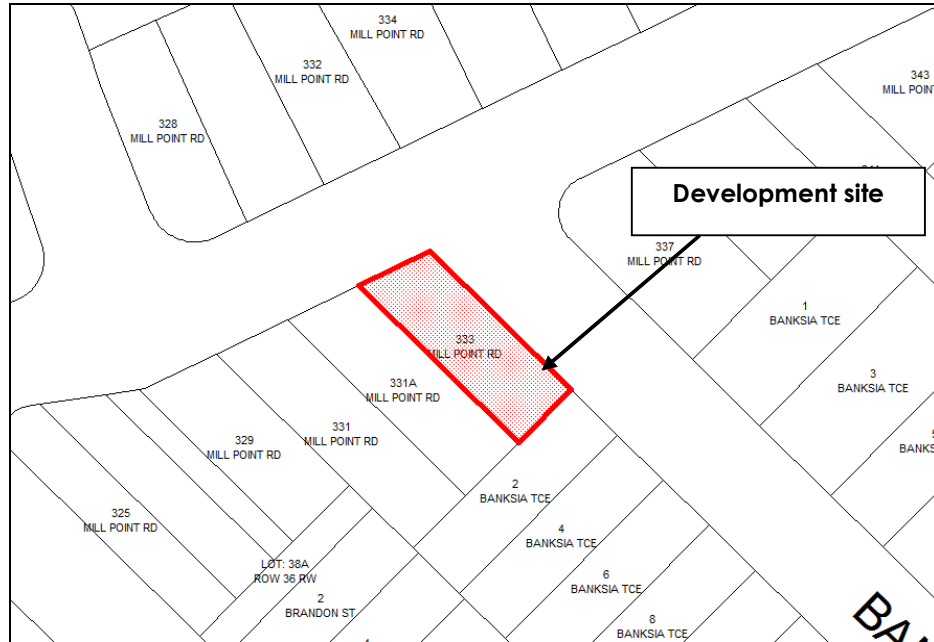 334
MILL POINT RD
332
MILL POINT RD
343
MILL POIN
328
MILL POINT RD
Development site
337
MILL POINT RD
1
BANKSIA TCE
333
MILL POINT RD
3
BANKSIA TCE
331A
MILL POINT RD
331
MILL POINT RD
329
MILL POINT RD
BANKS
2
BANKSIA TCE
325
MILL POINT RD
4
BANKSIA TCE
LOT: 38A
ROW 36 RW
6
BANKSIA TCE
2
BRANDON ST
8
BANKSIA TCE
BAN